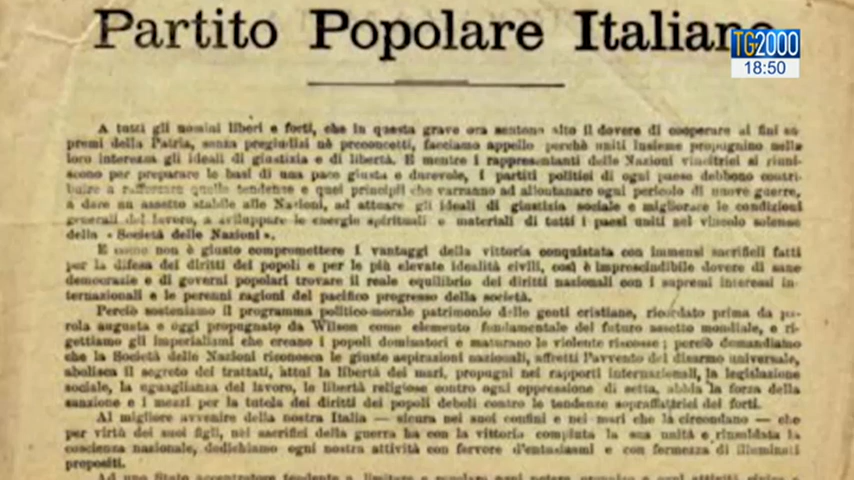 Partito Popolare Italiano
TG2000
18:50
A tutti gli uomini liberi e forti, che in questa grave ora sentono alto il dovere di cooperare ai fini su-
premi della Patria, senza pregiudizi nè preconcetti, facciamo appello perchè uniti insieme propugnino nella
loro interezza gli ideali di giustizia e di libertà. E mentre i rappresentanti delle Nazioni vincitrici si riuni-
scono per preparare le basi di una pace giusta e durevole, i partiti politici di ogni paese debbono contri-
buire a rafforzare quelle tendenze e quei principii che varranno ad allontanare ogni pericolo di nuove guerre,
a dare un assetto stabile alle Nazioni, ad attuare gli ideali di giustizia sociale e migliorare le condizioni
generali del lavoro, a sviluppare le energie spirituali e materiali di tutti i paesi uniti nel vincolo solenne
della « Società delle Nazioni ».
E come non è giusto compromettere i vantaggi della vittoria conquistata con immensi sacrifici fatti
per la difesa dei diritti dei popoli e per le più elevate idealità civili, così è imprescindibile dovere di sane
democrazie e di governi popolari trovare il reale equilibrio dei diritti nazionali con i supremi interessi in-
ternazionali e le perenni ragioni del pacifico progresso della società.
Perciò sosteniamo il programma politico-morale patrimonio delle genti cristiane, ricordato prima da pa-
rola augusta e oggi propugnato da Wilson come elemento fondamentale del futuro assetto mondiale, e ri-
gettiamo gli imperialismi che creano i popoli dominatori e maturano le violente riscosse; perciò domandiamo
che la Società delle Nazioni riconosca le giuste aspirazioni nazionali, affretti l'avvento del disarmo universale,
abolisca il segreto dei trattati, attui la libertà dei mari, propugni nei rapporti internazionali, la legislazione
sociale, la eguaglianza del lavoro, le libertà religiose contro ogni oppressione di setta, abbia la forza della
sanzione e i mezzi per la tutela dei diritti dei popoli deboli contro le tendenze sopraffattrici dei forti.
Al migliore avvenire della nostra Italia — sicura nei suoi confini e nei mari che la circondano — che
per virtù dei suoi figli, nei sacrifici della guerra ha con la vittoria compiuta la sua unità e rinsaldata la
coscienza nazionale, dedichiamo ogni nostra attività con fervore d'entusiasmi e con fermezza di illuminati
propositi.
Ad uno Stato accentratore tendente a limitare e regolare ogni potere organico e ogni attività civica e